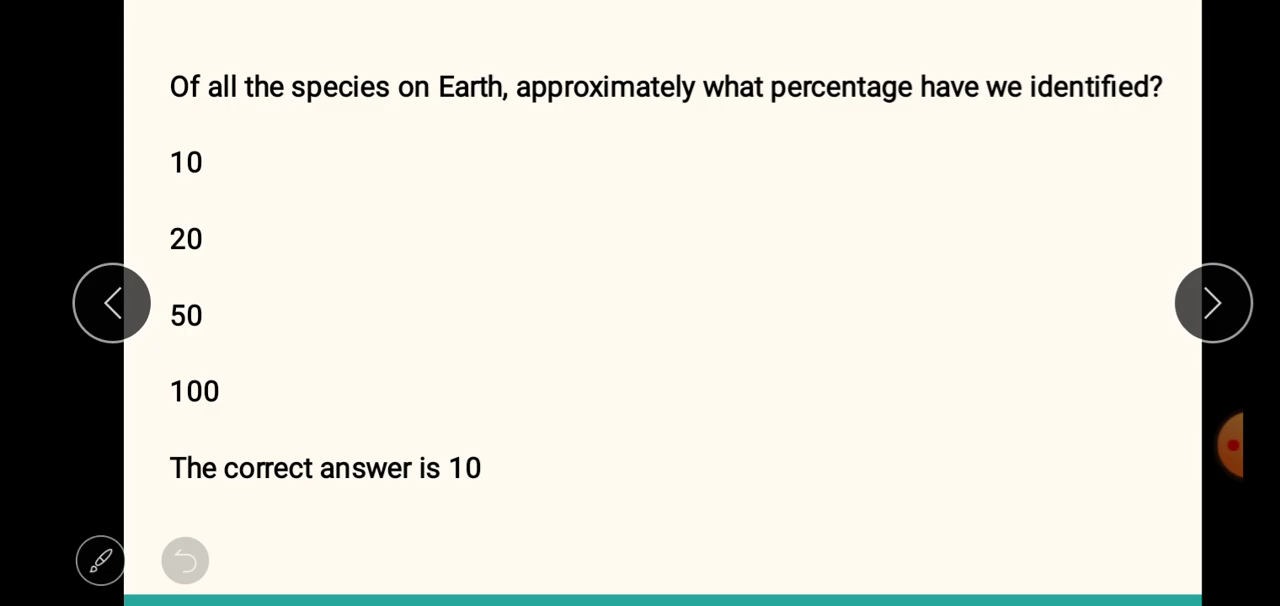 Of all the species on Earth, approximately what percentage have we identified?
10
20
50
100
The correct answer is 10